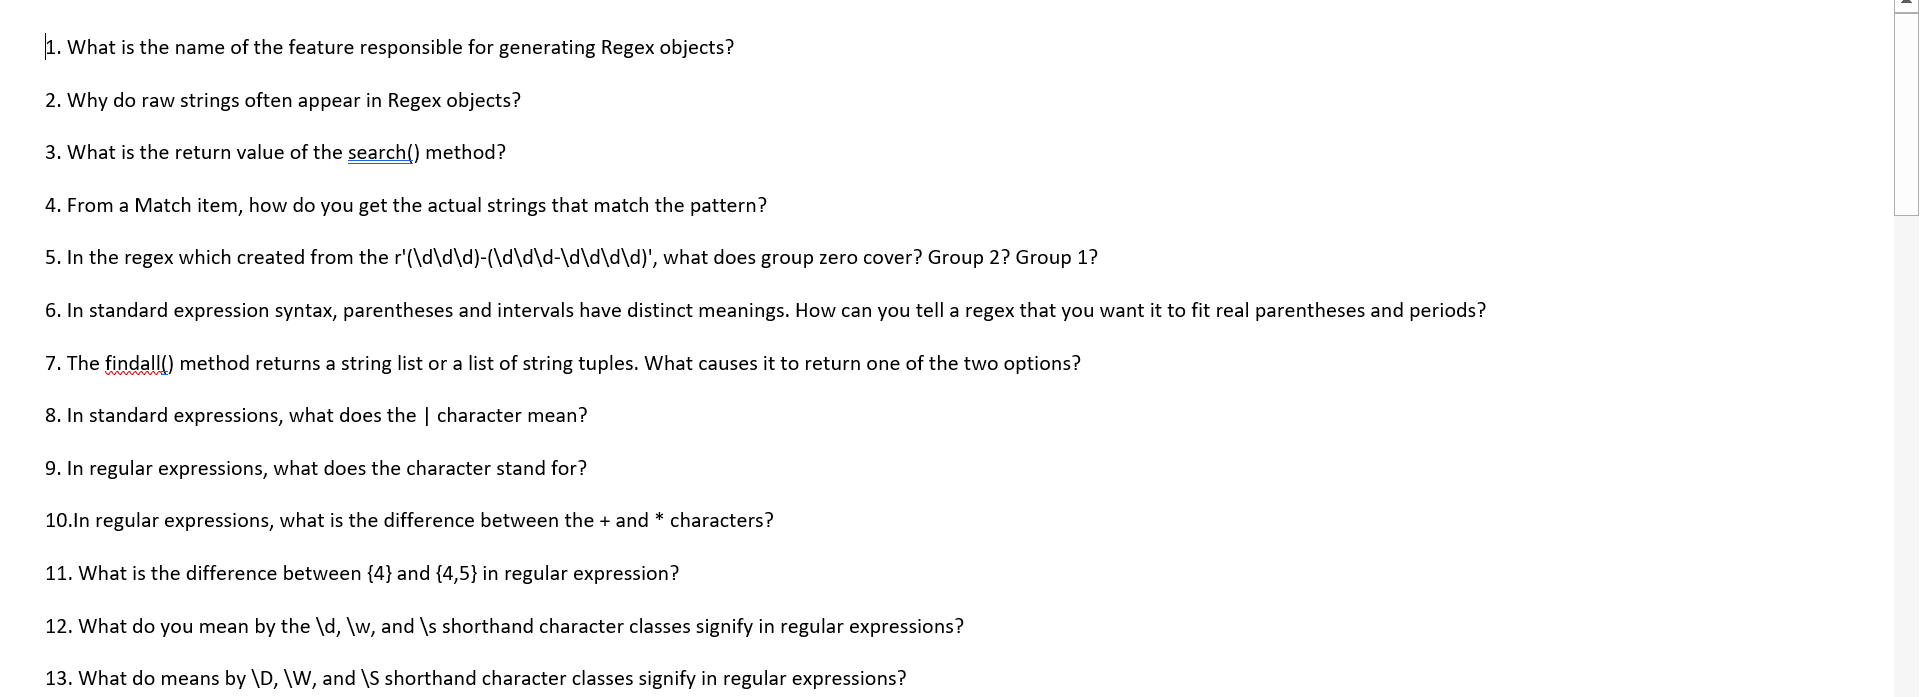 1. What is the name of the feature responsible for generating Regex objects?
2. Why do raw strings often appear in Regex objects?
3. What is the return value of the search() method?
4. From a Match item, how do you get the actual strings that match the pattern?
5. In the regex which created from the r'(\d\d\d)-(\d\d\d-\d\d\d\d)', what does group zero cover? Group 2? Group 1?
6. In standard expression syntax, parentheses and intervals have distinct meanings. How can you tell a regex that you want it to fit real parentheses and periods?
7. The findall() method returns a string list or a list of string tuples. What causes it to return one of the two options?
8. In standard expressions, what does the | character mean?
9. In regular expressions, what does the character stand for?
10.In regular expressions, what is the difference between the + and * characters?
11. What is the difference between {4} and {4,5} in regular expression?
12. What do you mean by the \d, \w, and \s shorthand character classes signify in regular expressions?
13. What do means by \D, \W, and \S shorthand character classes signify in regular expressions?